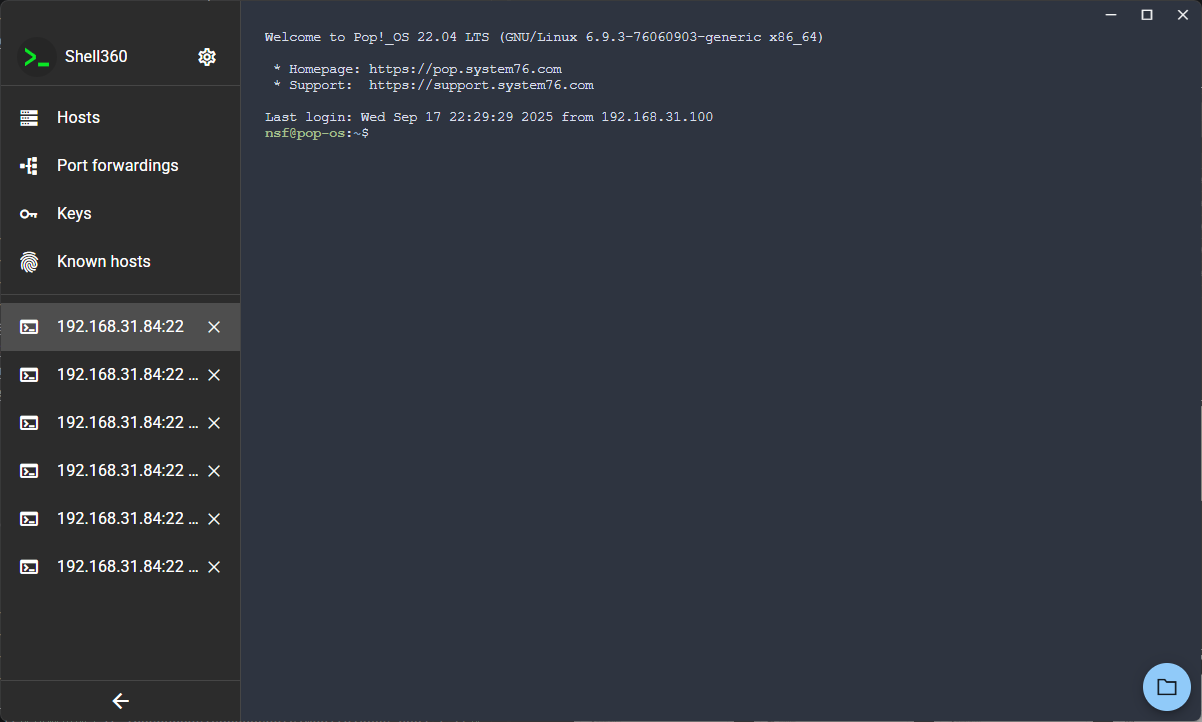 Shell360
Hosts
Port forwardings
Keys
Known hosts
192.168.31.84:22
192.168.31.84:22 ...
192.168.31.84:22 ...
192.168.31.84:22 ...
192.168.31.84:22 ...
192.168.31.84:22 ...
Welcome to Pop!_OS 22.04 LTS (GNU/Linux 6.9.3-76060903-generic x86_64)
* Homepage: https://pop.system76.com
* Support:  https://support.system76.com
Last login: Wed Sep 17 22:29:29 2025 from 192.168.31.100
nsf@pop-os:~$